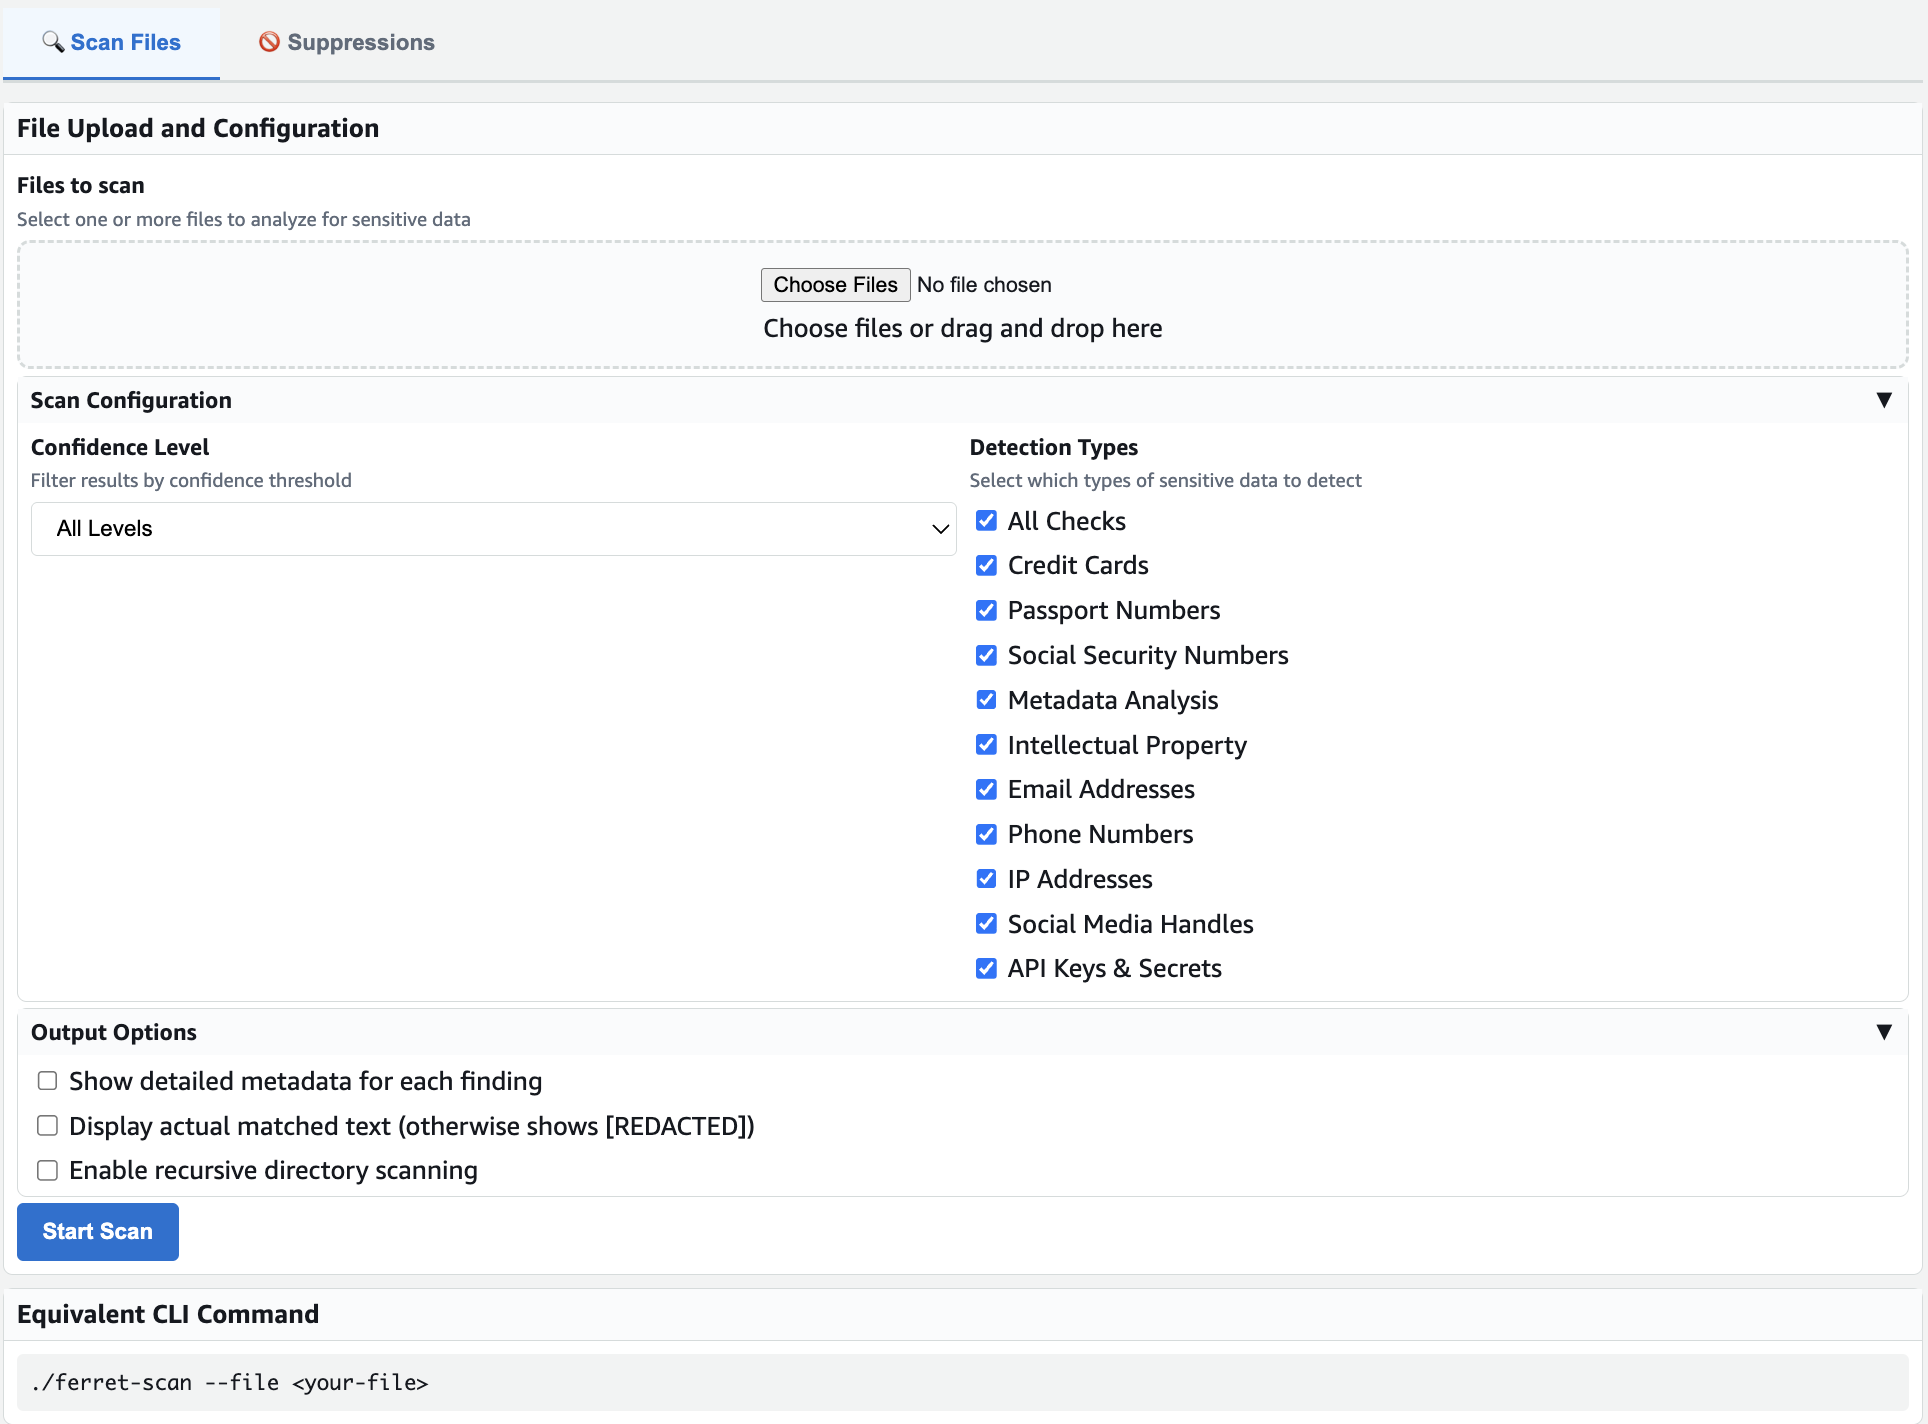 Scan Files
Suppressions
File Upload and Configuration
Files to scan
Select one or more files to analyze for sensitive data
Choose Files No file chosen
Choose files or drag and drop here
Scan Configuration
Confidence Level
Filter results by confidence threshold
All Levels
Detection Types
Select which types of sensitive data to detect
All Checks
Credit Cards
Passport Numbers
Social Security Numbers
Metadata Analysis
Intellectual Property
Email Addresses
Phone Numbers
IP Addresses
Social Media Handles
API Keys & Secrets
Output Options
Show detailed metadata for each finding
Display actual matched text (otherwise shows [REDACTED])
Enable recursive directory scanning
Start Scan
Equivalent CLI Command
./ferret-scan --file <your-file>